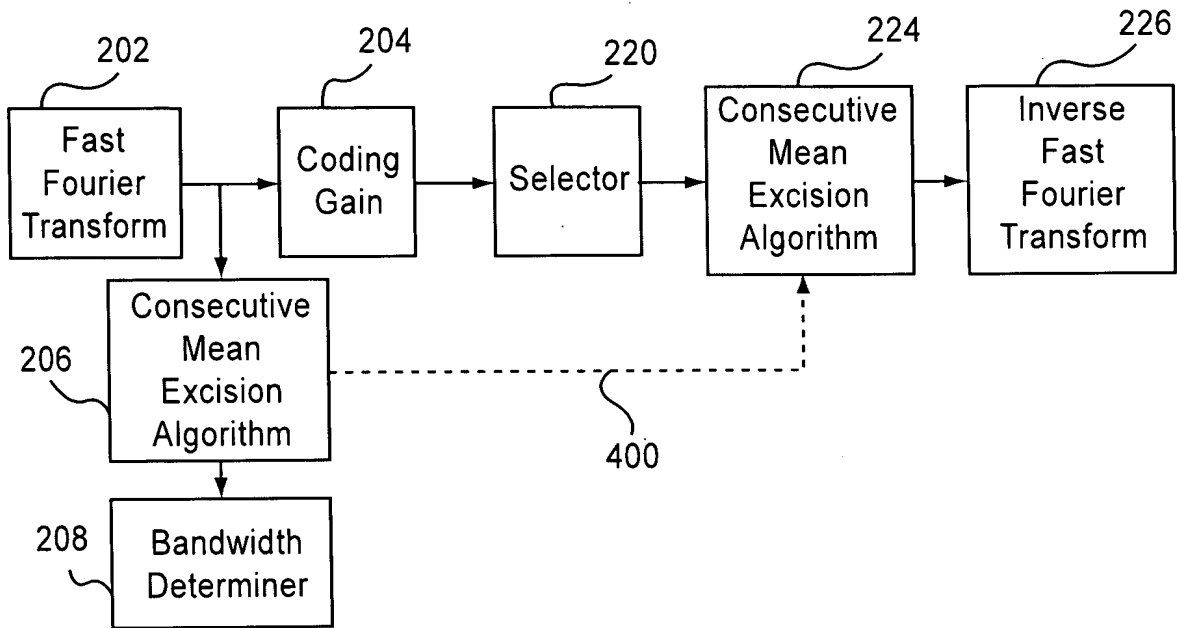 202
204
220
224
226
Fast
Fourier
Transform
Coding
Gain
Selector
Consecutive
Mean
Excision
Algorithm
Inverse
Fast
Fourier
Transform
206
Consecutive
Mean
Excision
Algorithm
400
208
Bandwidth
Determiner